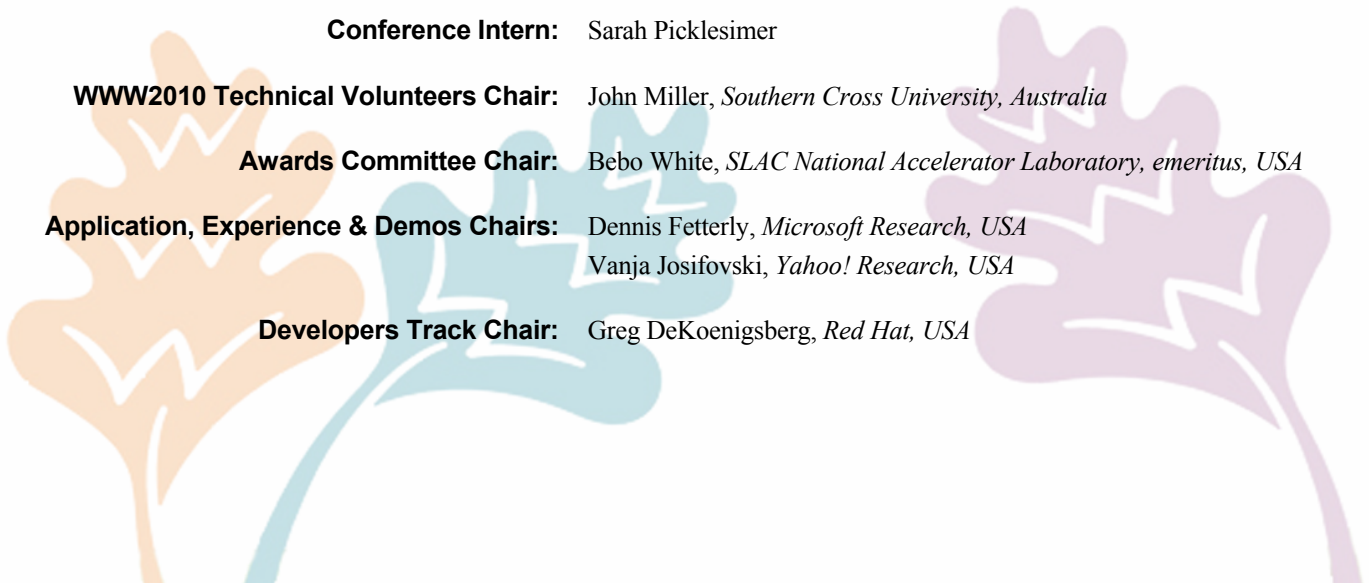 Conference Intern: Sarah Picklesimer
WWW2010 Technical Volunteers Chair: John Miller, Southern Cross University, Australia
Awards Committee Chair: Bebo White, SLAC National Accelerator Laboratory, emeritus, USA
Application, Experience & Demos Chairs: Dennis Fetterly, Microsoft Research, USA
Vanja Josifovski, Yahoo! Research, USA
Developers Track Chair: Greg DeKoenigsberg, Red Hat, USA